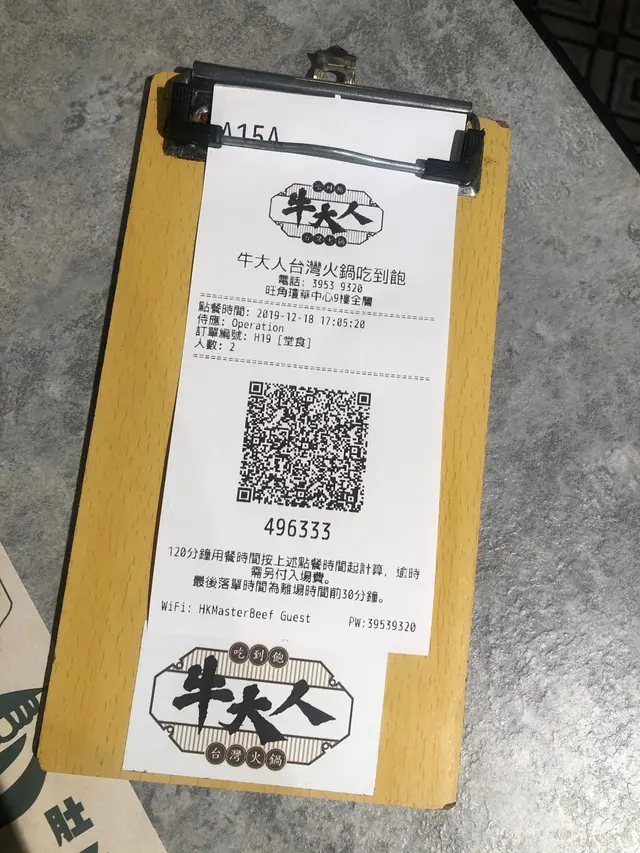 A15A
牛大人
牛大人台灣火鍋吃到飽
電話: 3953 9320
旺角瓊華中心9樓全層
點餐時間: 2019-12-18 17:05:20
侍應: Operation
訂單編號: H19 [堂食]
人數: 2
496333
120分鐘用餐時間按上述點餐時間起計算, 逾時
需另付入場費。
最後落單時間為離場時間前30分鐘。
WiFi: HKMasterBeef Guest PW:39539320
吃到飽
牛大人
台灣火鍋
肚